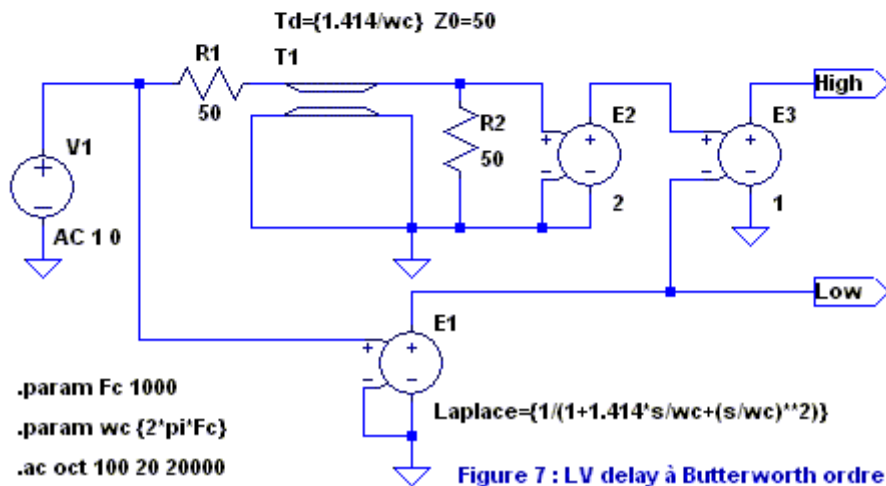 Td={1.414/wc} Z0=50
R1
T1
50
High
V1
R2
50
E2
E3
2
1
AC 1 0
Low
E1
.param Fc 1000
.param wc {2*pi*Fc}
.ac oct 100 20 20000
Laplace={1/(1+1.414*s/wc+(s/wc)**2)}
Figure 7 : LV delay à Butterworth ordre